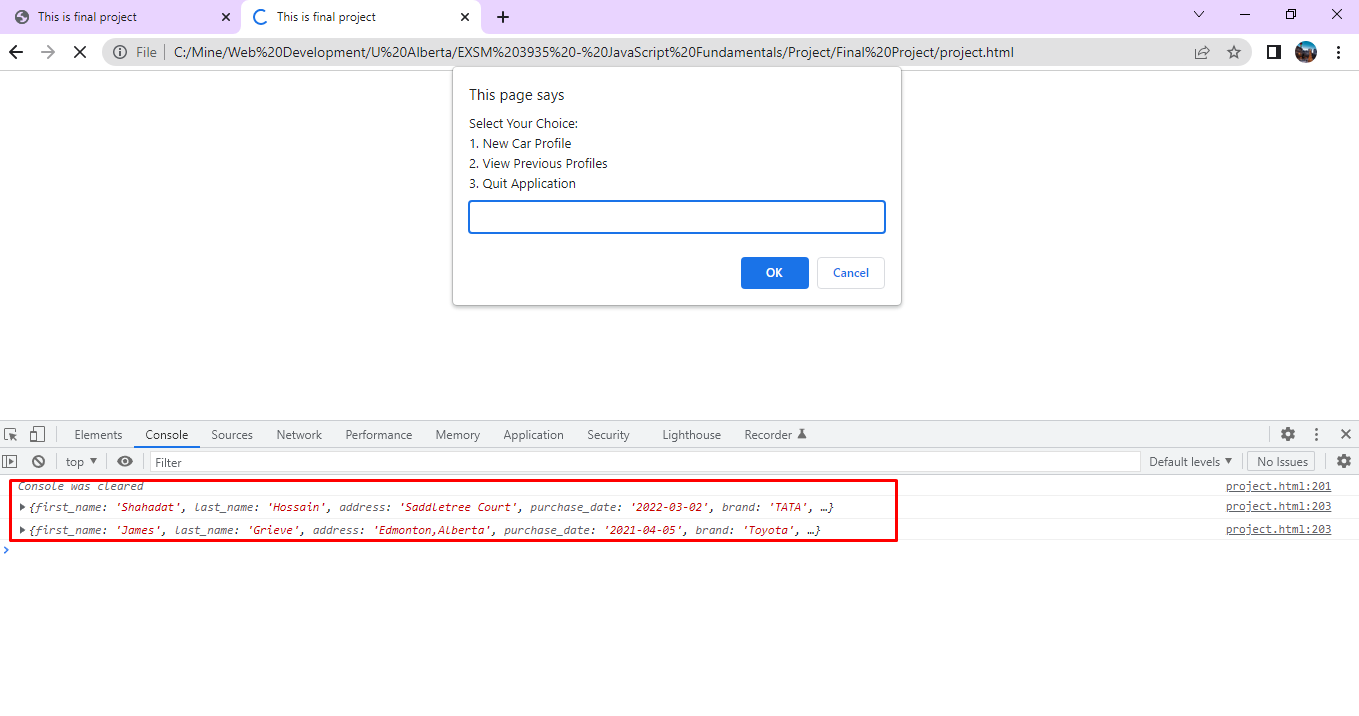 This is final project
This is final project
File
C:/Mine/Web%20Development/U%20Alberta/EXSM%203935%20-%20JavaScript%20Fundamentals/Project/Final%20Project/project.html
This page says
Select Your Choice:
1. New Car Profile
2. View Previous Profiles
3. Quit Application
OK Cancel
Elements Console Sources Network Performance Memory Application Security Lighthouse Recorder
top Filter Default levels No Issues
Console was cleared project.html:201
{first_name: 'Shahadat', last_name: 'Hossain', address: 'Saddletree Court', purchase_date: '2022-03-02', brand: 'TATA', …} project.html:203
{first_name: 'James', last_name: 'Grieve', address: 'Edmonton,Alberta', purchase_date: '2021-04-05', brand: 'Toyota', …} project.html:203